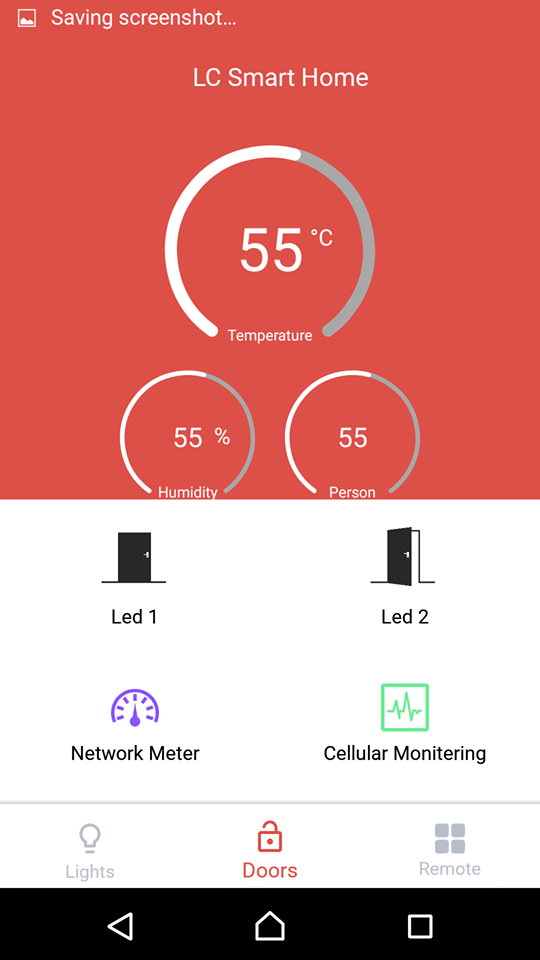 Saving screenshot...
LC Smart Home
55 °C
Temperature
55 %
55
Humidity
Person
Led 1
Led 2
Network Meter
Cellular Monitering
Lights
Doors
Remote